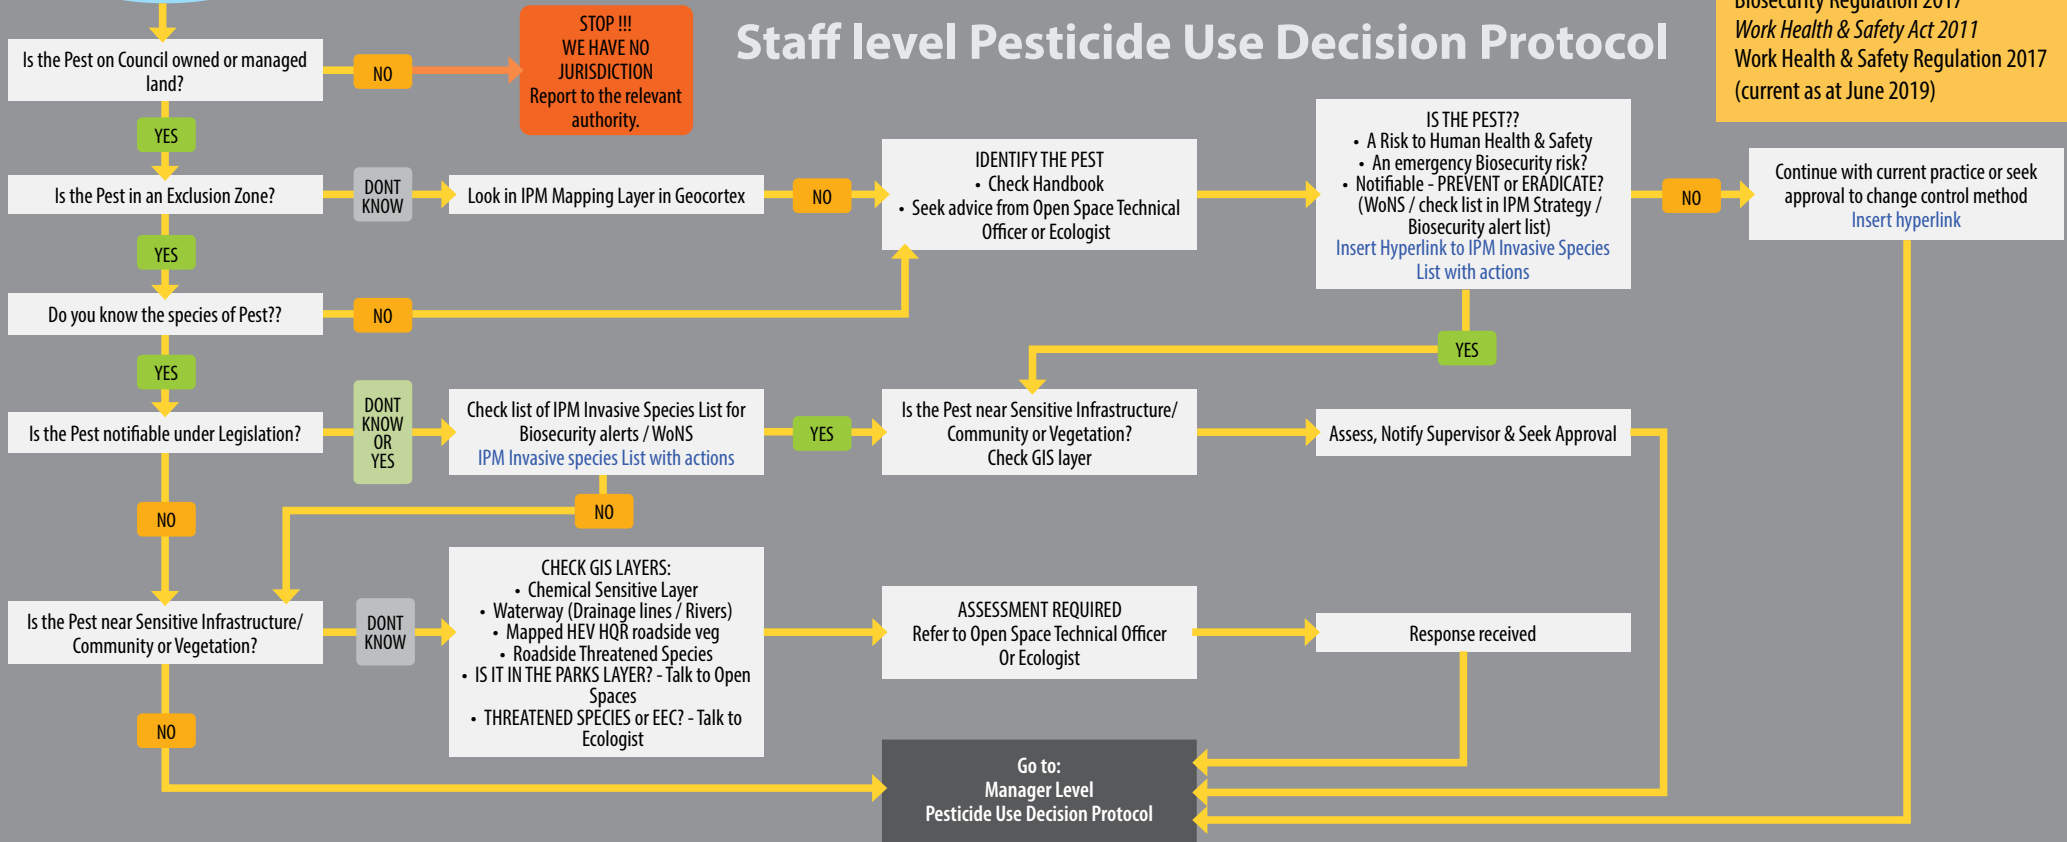 Staff level Pesticide Use Decision Protocol
Biosecurity Regulation 2017
Work Health & Safety Act 2011
Work Health & Safety Regulation 2017
(current as at June 2019)
Is the Pest on Council owned or managed
land?
NO
STOP !!!
WE HAVE NO
JURISDICTION
Report to the relevant
authority.
YES
Is the Pest in an Exclusion Zone?
DONT
KNOW
Look in IPM Mapping Layer in Geocortex
NO
IDENTIFY THE PEST
• Check Handbook
• Seek advice from Open Space Technical
Officer or Ecologist
IS THE PEST??
• A Risk to Human Health & Safety
• An emergency Biosecurity risk?
• Notifiable - PREVENT or ERADICATE?
(WoNS / check list in IPM Strategy /
Biosecurity alert list)
Insert Hyperlink to IPM Invasive Species
List with actions
NO
Continue with current practice or seek
approval to change control method
Insert hyperlink
YES
Do you know the species of Pest??
NO
YES
YES
Is the Pest notifiable under Legislation?
DONT
KNOW
OR
YES
Check list of IPM Invasive Species List for
Biosecurity alerts / WoNS
IPM Invasive species List with actions
YES
Is the Pest near Sensitive Infrastructure/
Community or Vegetation?
Check GIS layer
Assess, Notify Supervisor & Seek Approval
NO
NO
Is the Pest near Sensitive Infrastructure/
Community or Vegetation?
DONT
KNOW
CHECK GIS LAYERS:
• Chemical Sensitive Layer
• Waterway (Drainage lines / Rivers)
• Mapped HEV HQR roadside veg
• Roadside Threatened Species
• IS IT IN THE PARKS LAYER? - Talk to Open
Spaces
• THREATENED SPECIES or EEC? - Talk to
Ecologist
ASSESSMENT REQUIRED
Refer to Open Space Technical Officer
Or Ecologist
Response received
NO
Go to:
Manager Level
Pesticide Use Decision Protocol